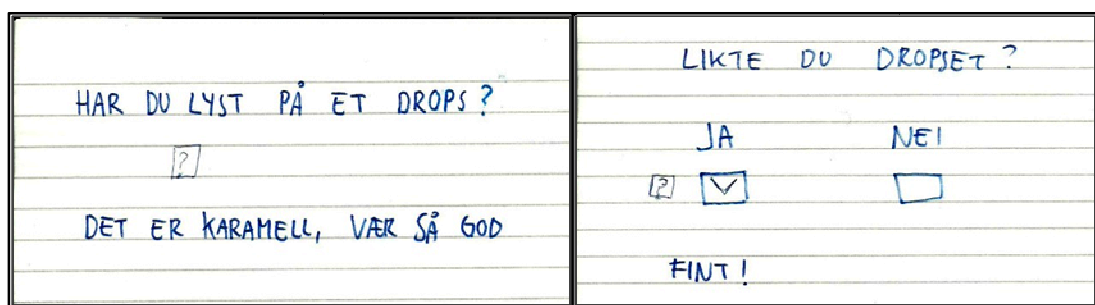 HAR DU LYST PÅ ET DROPS?
?
DET ER KARAMELL, VÆR SÅ GOD
LIKTE DU DROPSET?
JA NEI
?
FINT!